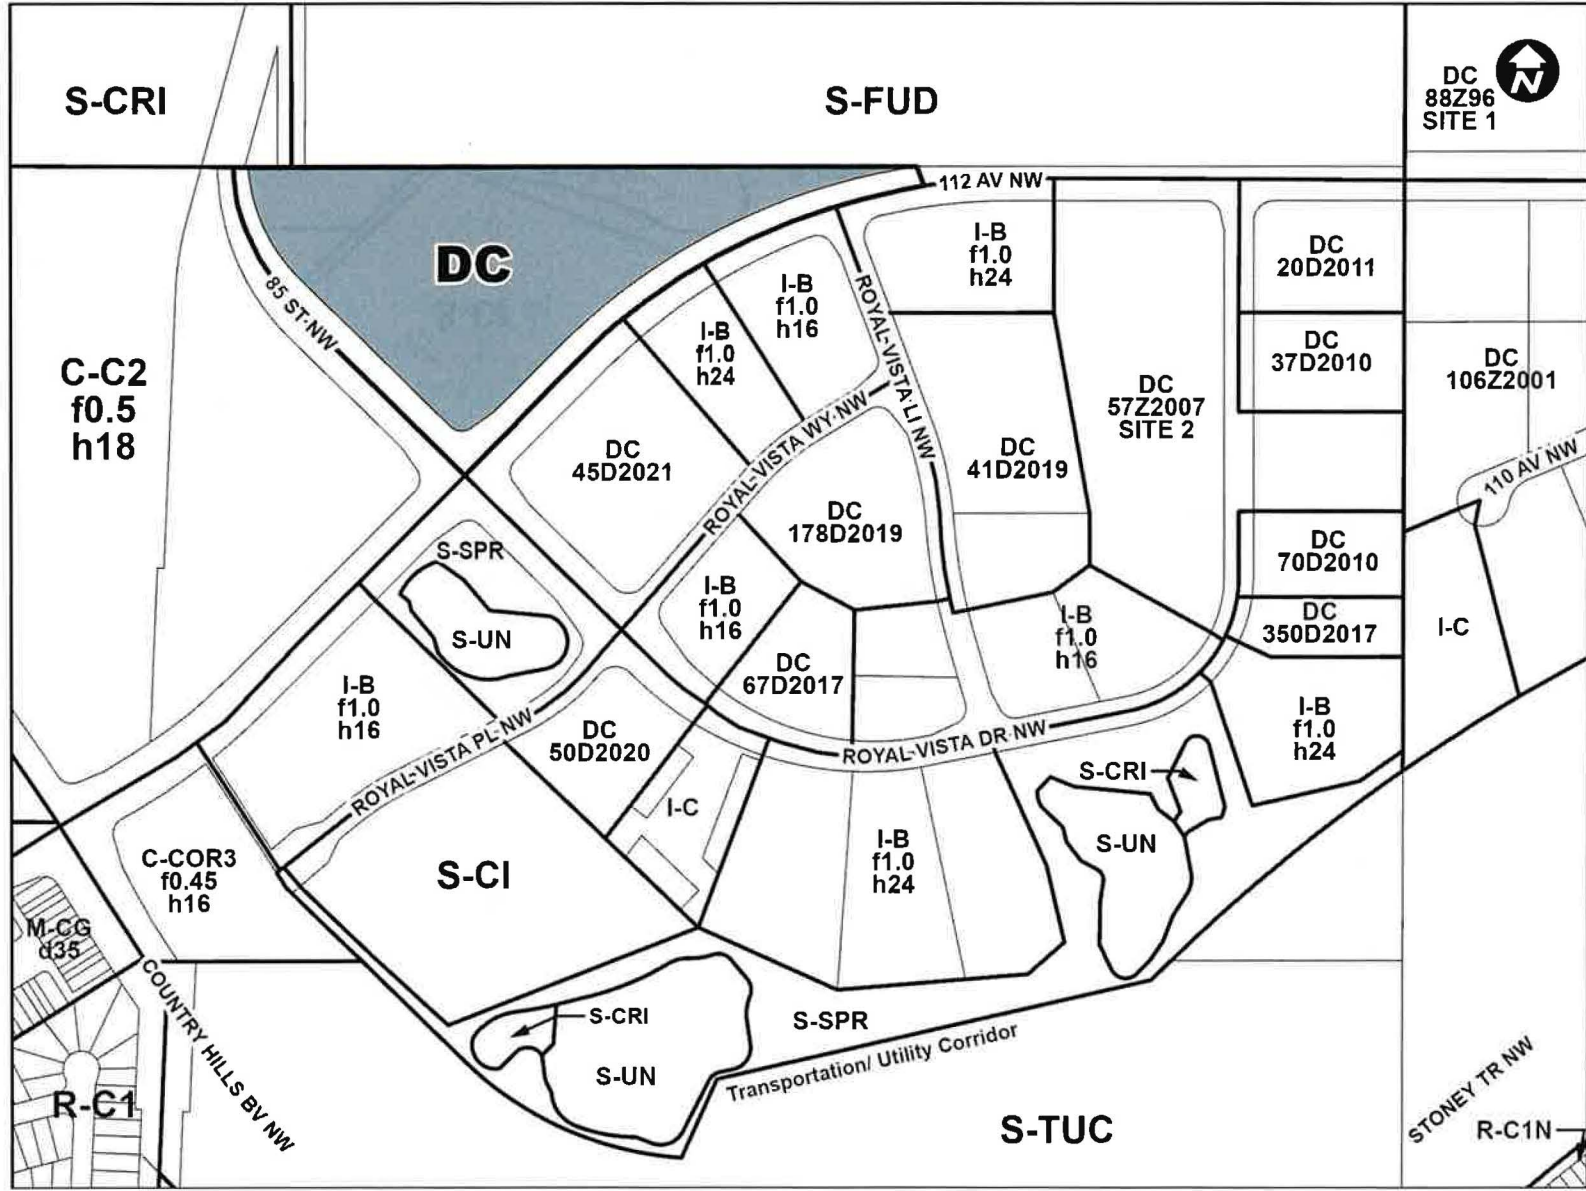 S-CRI
S-FUD
DC
88Z96
SITE 1
N
112 AV NW
DC
85 ST NW
I-B
f1.0
h24
DC
20D2011
I-B
f1.0
h16
I-B
f1.0
h24
ROYAL VISTA LI NW
DC
37D2010
DC
106Z2001
C-C2
f0.5
h18
DC
57Z2007
SITE 2
DC
45D2021
ROYAL VISTA WY NW
DC
41D2019
110 AV NW
DC
178D2019
S-SPR
S-UN
DC
70D2010
I-B
f1.0
h16
I-B
f1.0
h16
DC
350D2017
I-C
DC
67D2017
I-B
f1.0
h16
ROYAL VISTA PL NW
DC
50D2020
ROYAL VISTA DR NW
I-B
f1.0
h24
S-CRI
I-C
S-UN
I-B
f1.0
h24
C-COR3
f0.45
h16
S-CI
M-CG
d35
COUNTRY HILLS BV NW
S-CRI
S-SPR
S-UN
Transportation/ Utility Corridor
R-C1
S-TUC
STONEY TR NW
R-C1N